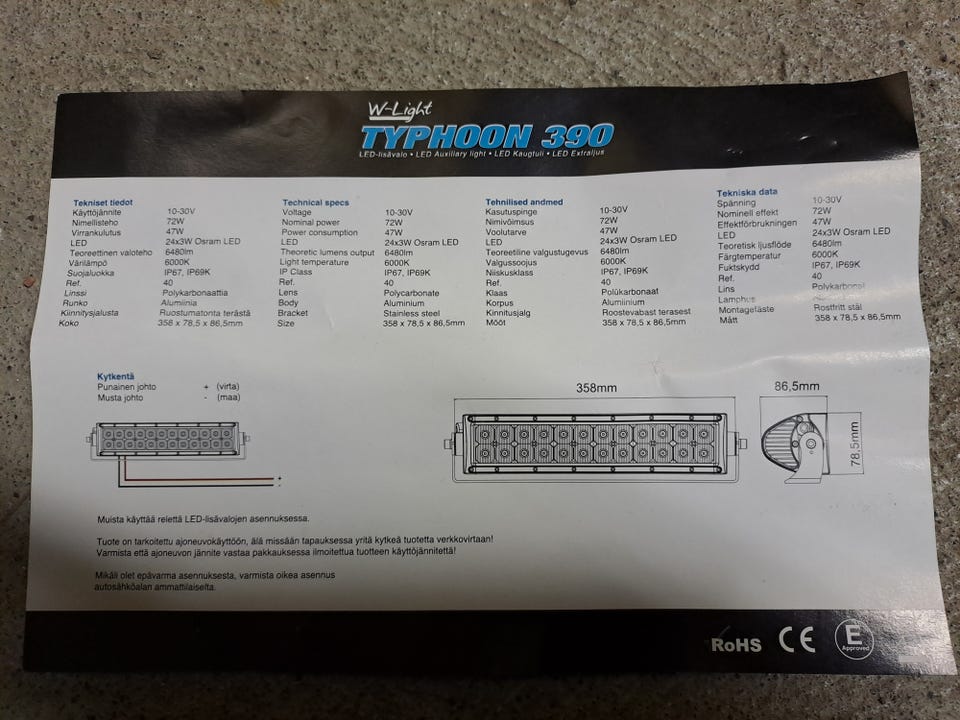 W-Light
TYPHOON 390
LED-lisävalo • LED Auxiliary light • LED Kaugtuli • LED Extraljus
Tekniset tiedot
Käyttöjännite 10-30V
Nimellisteho 72W
Virrankulutus 47W
LED 24x3W Osram LED
Teoreettinen valoteho 6480lm
Värilämpö 6000K
Suojaluokka IP67, IP69K
Ref. 40
Linssi Polykarbonaattia
Runko Alumiinia
Kiinnitysjalusta Ruostumatonta terästä
Koko 358 x 78,5 x 86,5mm
Technical specs
Voltage 10-30V
Nominal power 72W
Power consumption 47W
LED 24x3W Osram LED
Theoretic lumens output 6480lm
Light temperature 6000K
IP Class IP67, IP69K
Ref. 40
Lens Polycarbonate
Body Aluminium
Bracket Stainless steel
Size 358 x 78,5 x 86,5mm
Tehnilised andmed
Kasutuspinge 10-30V
Nimivõimsus 72W
Voolutarve 47W
LED 24x3W Osram LED
Teoreetiline valgustugevus 6480lm
Valgussoojus 6000K
Niiskusklass IP67, IP69K
Ref. 40
Klaas Polükarbonaat
Korpus Alumiinium
Kinnitusjalg Roostevabast terasest
Mõõt 358 x 78,5 x 86,5mm
Tekniska data
Spänning 10-30V
Nominell effekt 72W
Effektförbrukningen 47W
LED 24x3W Osram LED
Teoretisk ljusflöde 6480lm
Färgtemperatur 6000K
Fuktskydd IP67, IP69K
Ref. 40
Lins Polykarbonat
Lamphus
Montagefäste Rostfritt stål
Mått 358 x 78,5 x 86,5mm
Kytkentä
Punainen johto + (virta)
Musta johto - (maa)
+
-
358mm
86,5mm
78,5mm
Muista käyttää relettä LED-lisävalojen asennuksessa.
Tuote on tarkoitettu ajoneuvokäyttöön, älä missään tapauksessa yritä kytkeä tuotetta verkkovirtaan!
Varmista että ajoneuvon jännite vastaa pakkauksessa ilmoitettua tuotteen käyttöjännitettä!
Mikäli olet epävarma asennuksesta, varmista oikea asennus
autosähköalan ammattilaiselta.
RoHS CE E
Approved